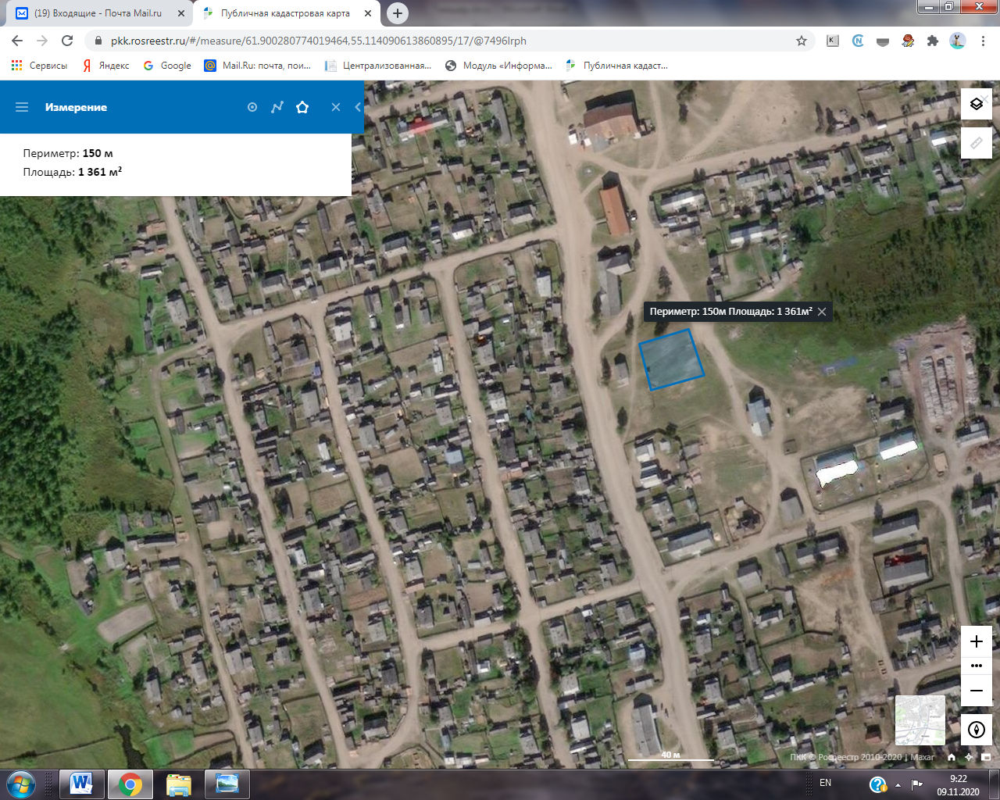 (19) Входящие - Почта Mail.ru
Публичная кадастровая карта
pkk.rosreestr.ru/#/measure/61.900280774019464,55.114090613860895/17/@7496lrph
Сервисы
Яндекс
Google
Mail.Ru: почта, пои...
Централизованная...
Модуль «Информа...
Публичная кадаст...
Измерение
Периметр: 150 м
Площадь: 1 361 м²
Периметр: 150м Площадь: 1 361м²
40 м
ПКК © Росреестр 2010-2020 | Maxar
EN
9:22
09.11.2020